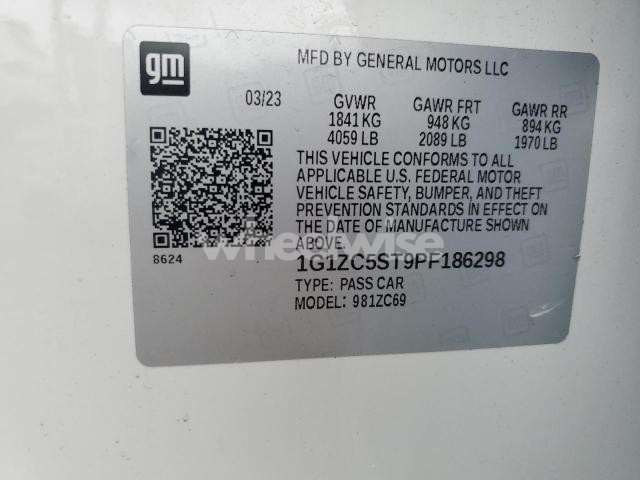 gm
MFD BY GENERAL MOTORS LLC
03/23 GVWR GAWR FRT GAWR RR
1841 KG 948 KG 894 KG
4059 LB 2089 LB 1970 LB
THIS VEHICLE CONFORMS TO ALL
APPLICABLE U.S. FEDERAL MOTOR
VEHICLE SAFETY, BUMPER, AND THEFT
PREVENTION STANDARDS IN EFFECT ON
THE DATE OF MANUFACTURE SHOWN
ABOVE.
8624
wheelwise
1G1ZC5ST9PF186298
TYPE: PASS CAR
MODEL: 981ZC69